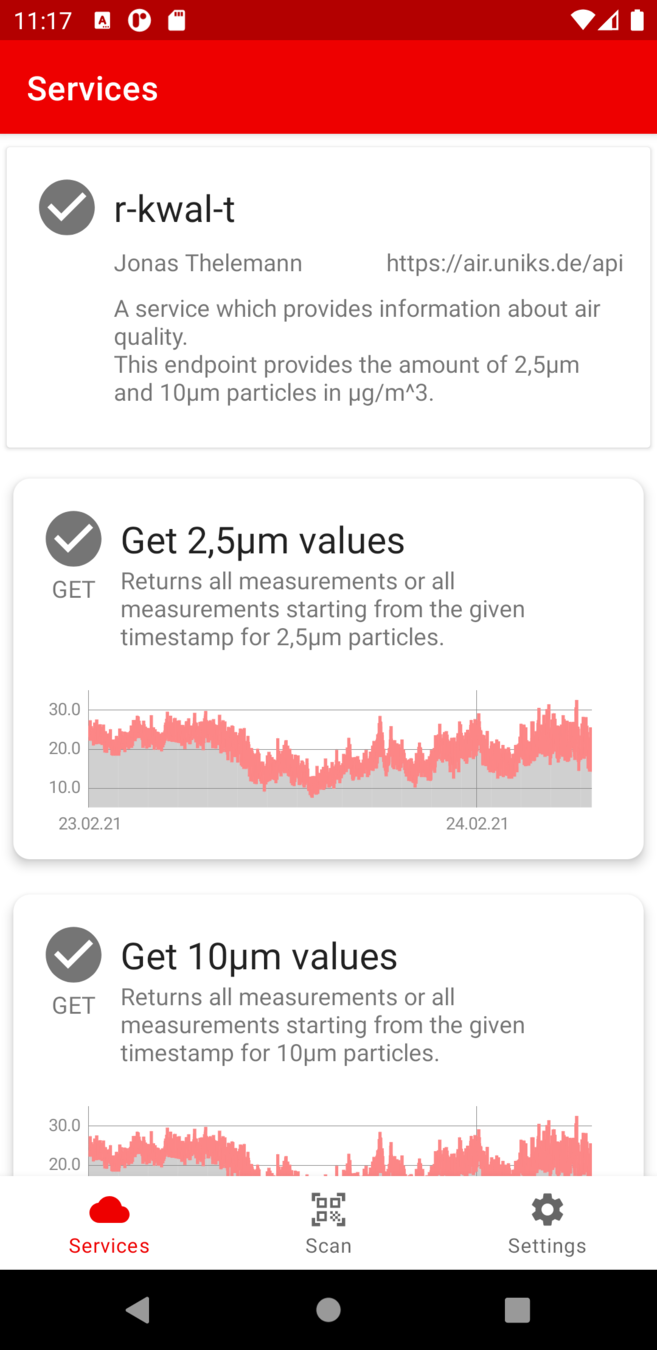 11:17
Services
r-kwal-t
Jonas Thelemann https://air.uniks.de/api
A service which provides information about air
quality.
This endpoint provides the amount of 2,5µm
and 10µm particles in µg/m^3.
Get 2,5µm values
GET
Returns all measurements or all
measurements starting from the given
timestamp for 2,5µm particles.
30.0
20.0
10.0
23.02.21 24.02.21
Get 10µm values
GET
Returns all measurements or all
measurements starting from the given
timestamp for 10µm particles.
30.0
20.0
Services Scan Settings